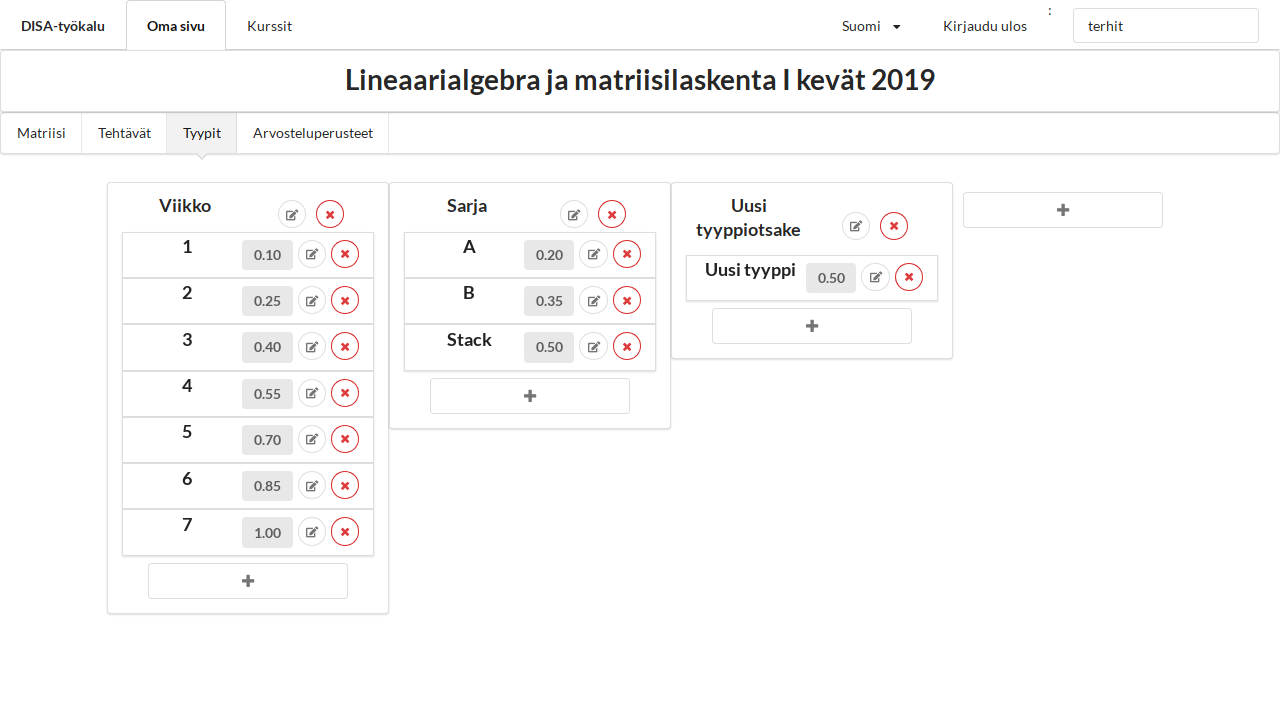 DISA-työkalu Oma sivu Kurssit Suomi Kirjaudu ulos : terhit
Lineaarialgebra ja matriisilaskenta I kevät 2019
Matriisi Tehtävät Tyypit Arvosteluperusteet
Viikko
1 0.10
2 0.25
3 0.40
4 0.55
5 0.70
6 0.85
7 1.00
Sarja
A 0.20
B 0.35
Stack 0.50
Uusi
tyyppiotsake
Uusi tyyppi 0.50